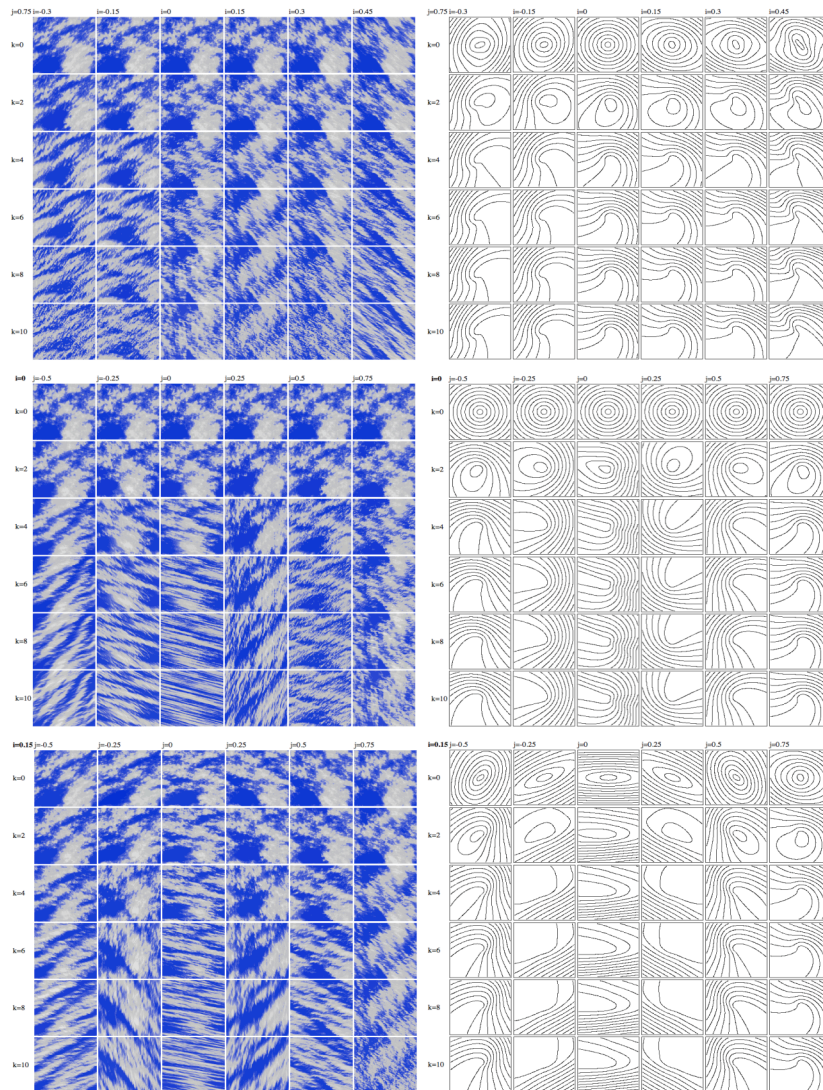 j=0.75 i=-0.3 i=-0.15 i=0 i=0.15 i=0.3 i=0.45
k=0
k=2
k=4
k=6
k=8
k=10
j=0.75 i=-0.3 i=-0.15 i=0 i=0.15 i=0.3 i=0.45
k=0
k=2
k=4
k=6
k=8
k=10
i=0 j=-0.5 j=-0.25 j=0 j=0.25 j=0.5 j=0.75
k=0
k=2
k=4
k=6
k=8
k=10
i=0 j=-0.5 j=-0.25 j=0 j=0.25 j=0.5 j=0.75
k=0
k=2
k=4
k=6
k=8
k=10
i=0.15 j=-0.5 j=-0.25 j=0 j=0.25 j=0.5 j=0.75
k=0
k=2
k=4
k=6
k=8
k=10
i=0.15 j=-0.5 j=-0.25 j=0 j=0.25 j=0.5 j=0.75
k=0
k=2
k=4
k=6
k=8
k=10